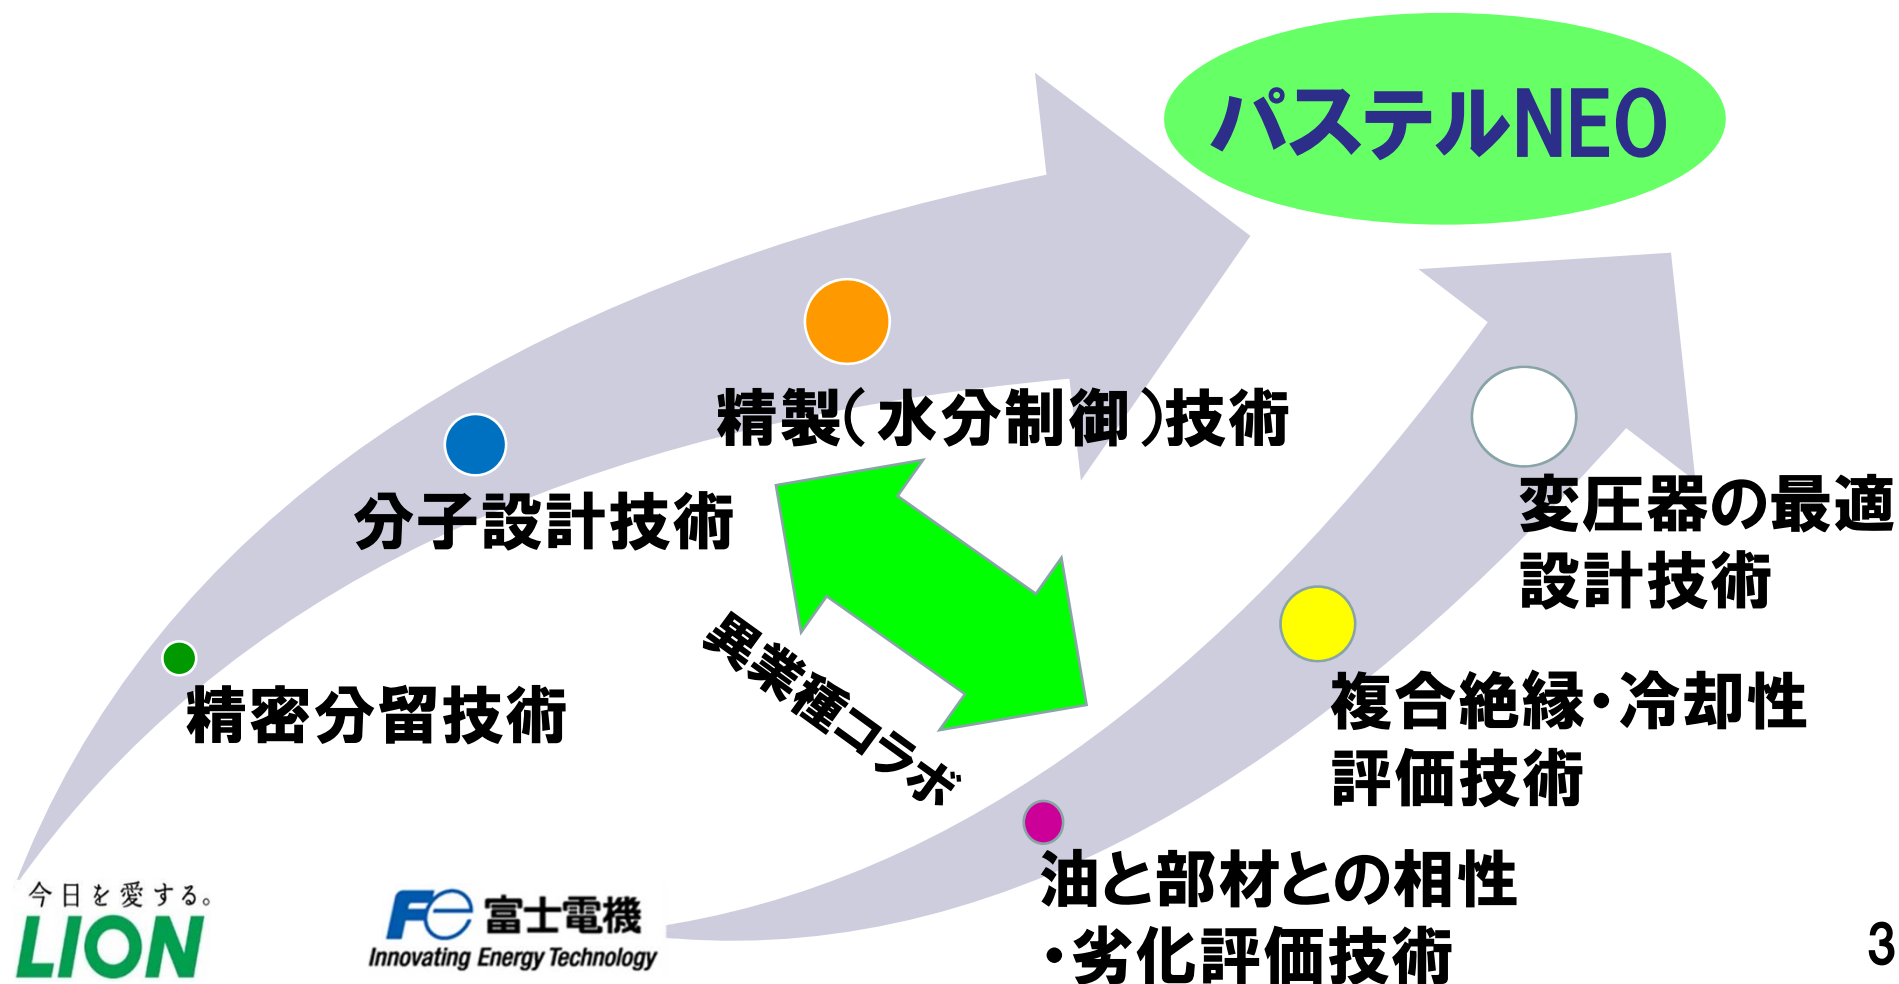 パステルNEO
精製(水分制御)技術
分子設計技術
精密分留技術
異業種コラボ
変圧器の最適
設計技術
複合絶縁・冷却性
評価技術
油と部材との相性
・劣化評価技術
今日を愛する。
LION
Fe 富士電機
Innovating Energy Technology
3